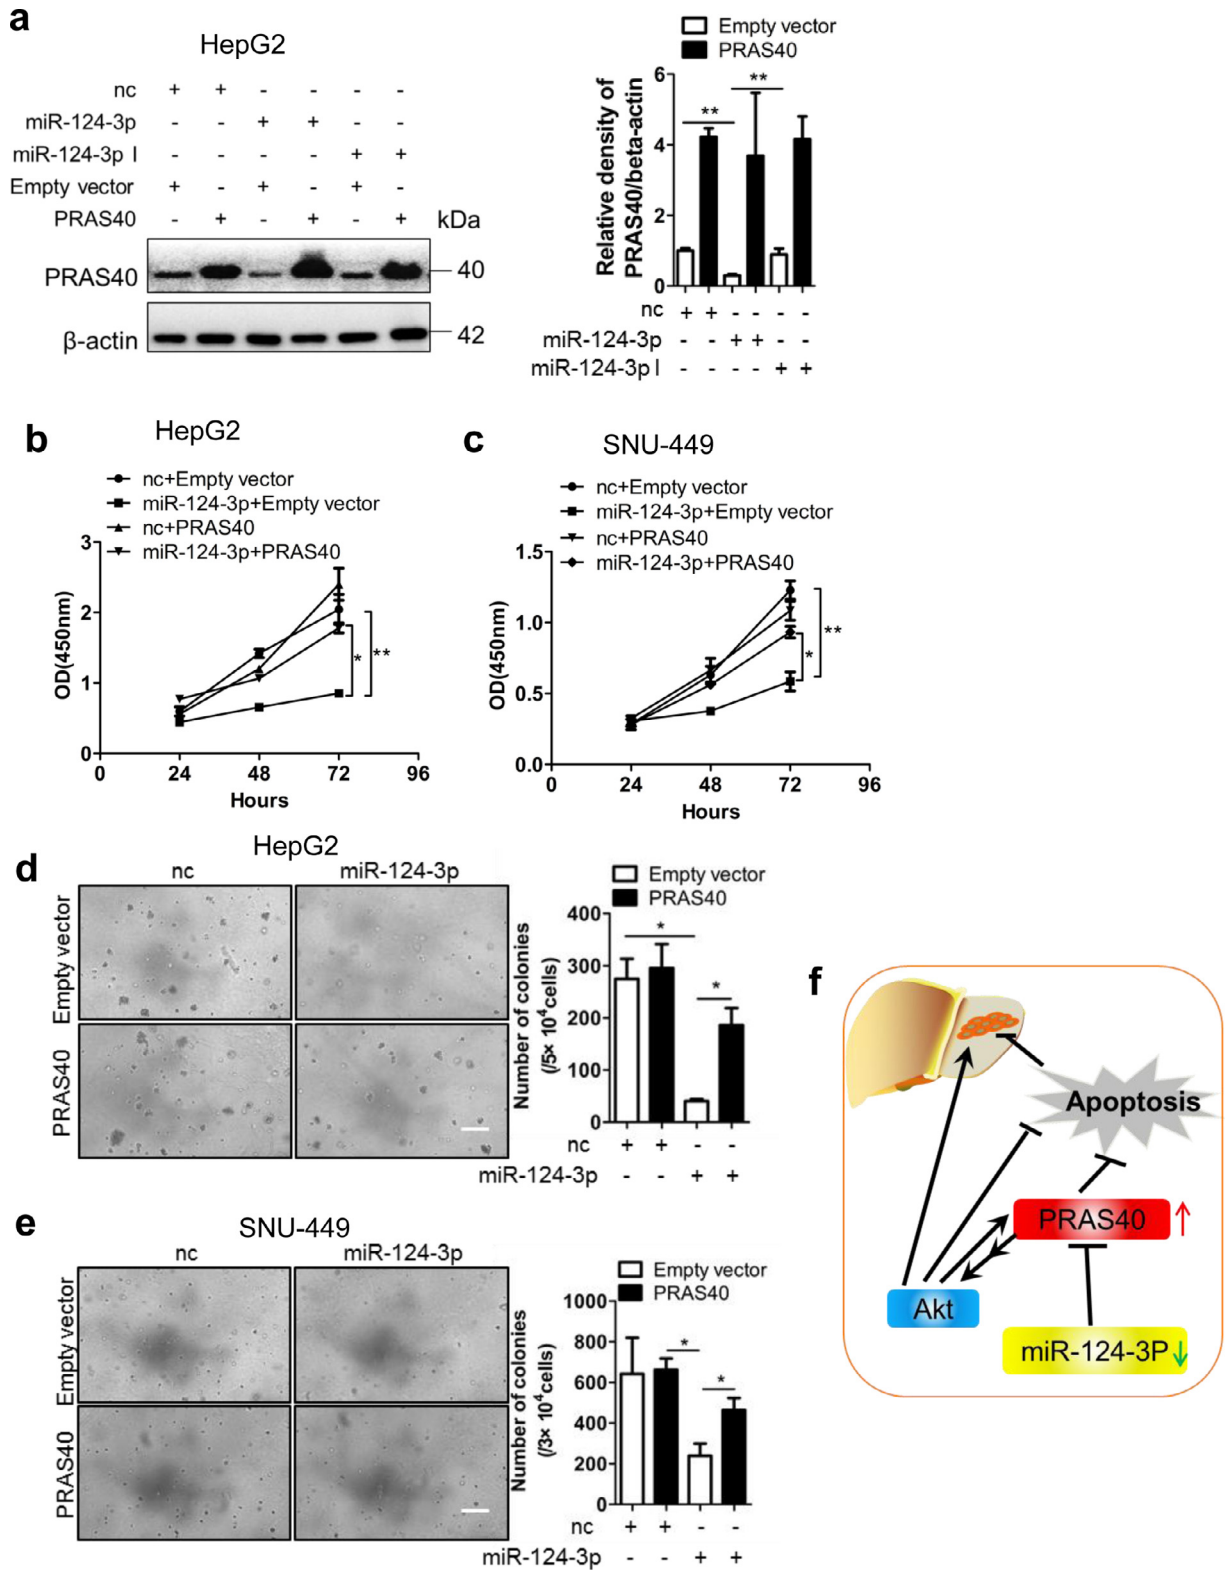 a
HepG2
nc + + - - - -
miR-124-3p - - + + - -
miR-124-3p I - - - - + +
Empty vector + - + - + -
PRAS40 - + - + - + kDa
PRAS40 40
β-actin 42
Empty vector
PRAS40
Relative density of
PRAS40/beta-actin
6
4
2
0
** **
nc + + - - - -
miR-124-3p - - + + - -
miR-124-3p I - - - - + +
b
HepG2
nc+Empty vector
miR-124-3p+Empty vector
nc+PRAS40
miR-124-3p+PRAS40
OD(450nm)
3
2
1
0
* **
0 24 48 72 96
Hours
c
SNU-449
nc+Empty vector
miR-124-3p+Empty vector
nc+PRAS40
miR-124-3p+PRAS40
OD(450nm)
1.5
1.0
0.5
0.0
* **
0 24 48 72 96
Hours
d
HepG2
nc miR-124-3p
Empty vector
PRAS40
Empty vector
PRAS40
Number of colonies
(/5× 10⁴cells)
400
300
200
100
0
* *
nc + + - -
miR-124-3p - - + +
e
SNU-449
nc miR-124-3p
Empty vector
PRAS40
Empty vector
PRAS40
Number of colonies
(/3× 10⁴cells)
1000
800
600
400
200
0
* *
nc + + - -
miR-124-3p - - + +
f
Apoptosis
PRAS40
Akt
miR-124-3P